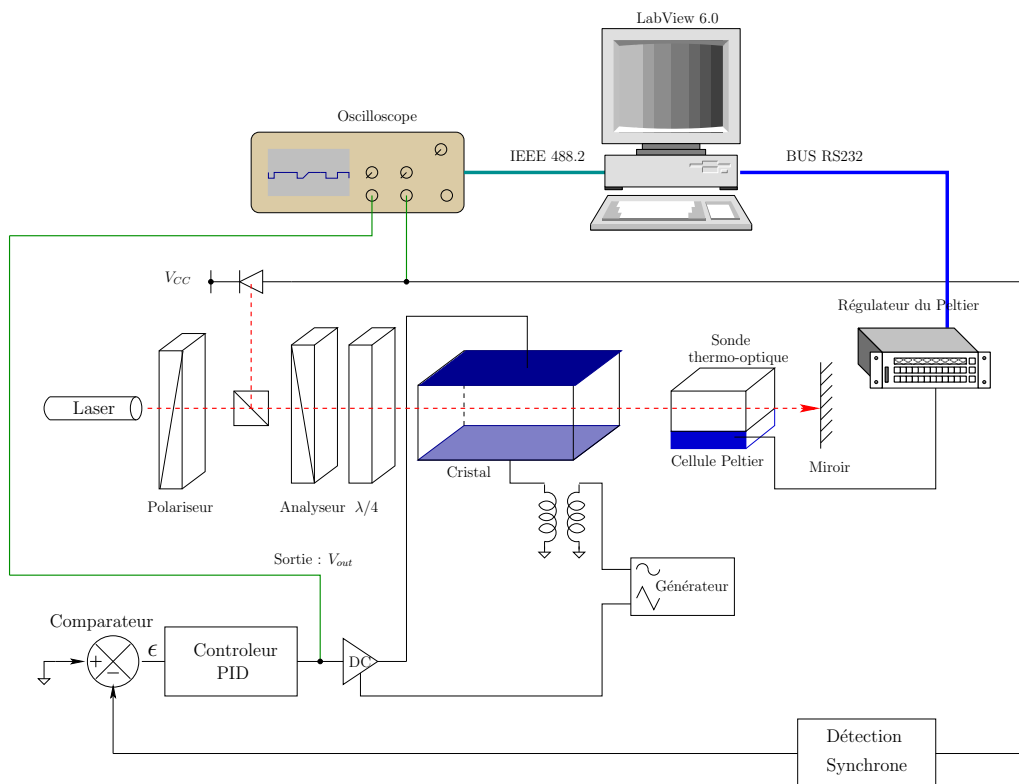 LabView 6.0
Oscilloscope
IEEE 488.2
BUS RS232
V_CC
Régulateur du Peltier
Sonde
thermo-optique
Laser
Polariseur
Analyseur
λ/4
Cristal
Cellule Peltier
Miroir
Sortie : V_out
Générateur
Comparateur
+
−
ϵ
Controleur
PID
DC
Détection
Synchrone